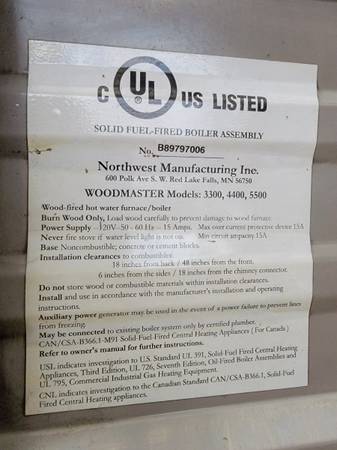 C UL ® US LISTED
SOLID FUEL-FIRED BOILER ASSEMBLY
No. B89797006
Northwest Manufacturing Inc.
600 Polk Ave S. W. Red Lake Falls, MN 56750
WOODMASTER Models: 3300, 4400, 5500
Wood-fired hot water furnace/boiler
Burn Wood Only, Load wood carefully to prevent damage to wood furnace.
Power Supply - 120V- 50 - 60 Hz - 15 Amps. Max over current protective device 15A
Never fire stove if water level light is not on. Min circuit ampacity 15A
Base Noncombustible; concrete or cement blocks.
Installation clearances to combustibles:
18 inches from back / 48 inches from the front.
6 inches from the sides / 18 inches from the chimney connector.
Do not store wood or combustible materials within installation clearances.
Install and use in accordance with the manufacturer's installation and operating
instructions.
Auxiliary power generator may be used in the event of a power failure to prevent lines
from freezing.
May be connected to existing boiler system only by certified plumber.
CAN/CSA-B366.1-M91 Solid-Fuel Fired Central Heating Appliances ( For Canada )
Refer to owner's manual for further instructions.
USL indicates investigation to U.S. Standard UL 391, Solid-Fuel Fired Central Heating
Appliances, Third Edition, UL 726, Seventh Edition, Oil-Fired Boiler Assemblies and
UL 795, Commercial Industrial Gas Heating Equipment.
CNL indicates investigation to the Canadian Standard CAN/CSA-B366.1, Solid-Fuel
Fired Central Heating Appliances.